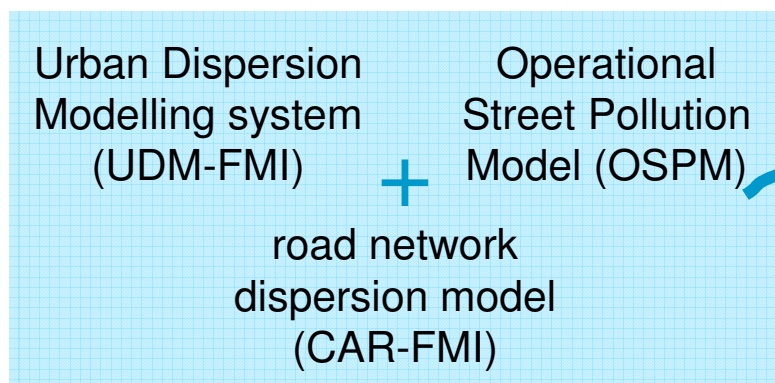 Urban Dispersion
Modelling system
(UDM-FMI)
+
Operational
Street Pollution
Model (OSPM)
road network
dispersion model
(CAR-FMI)